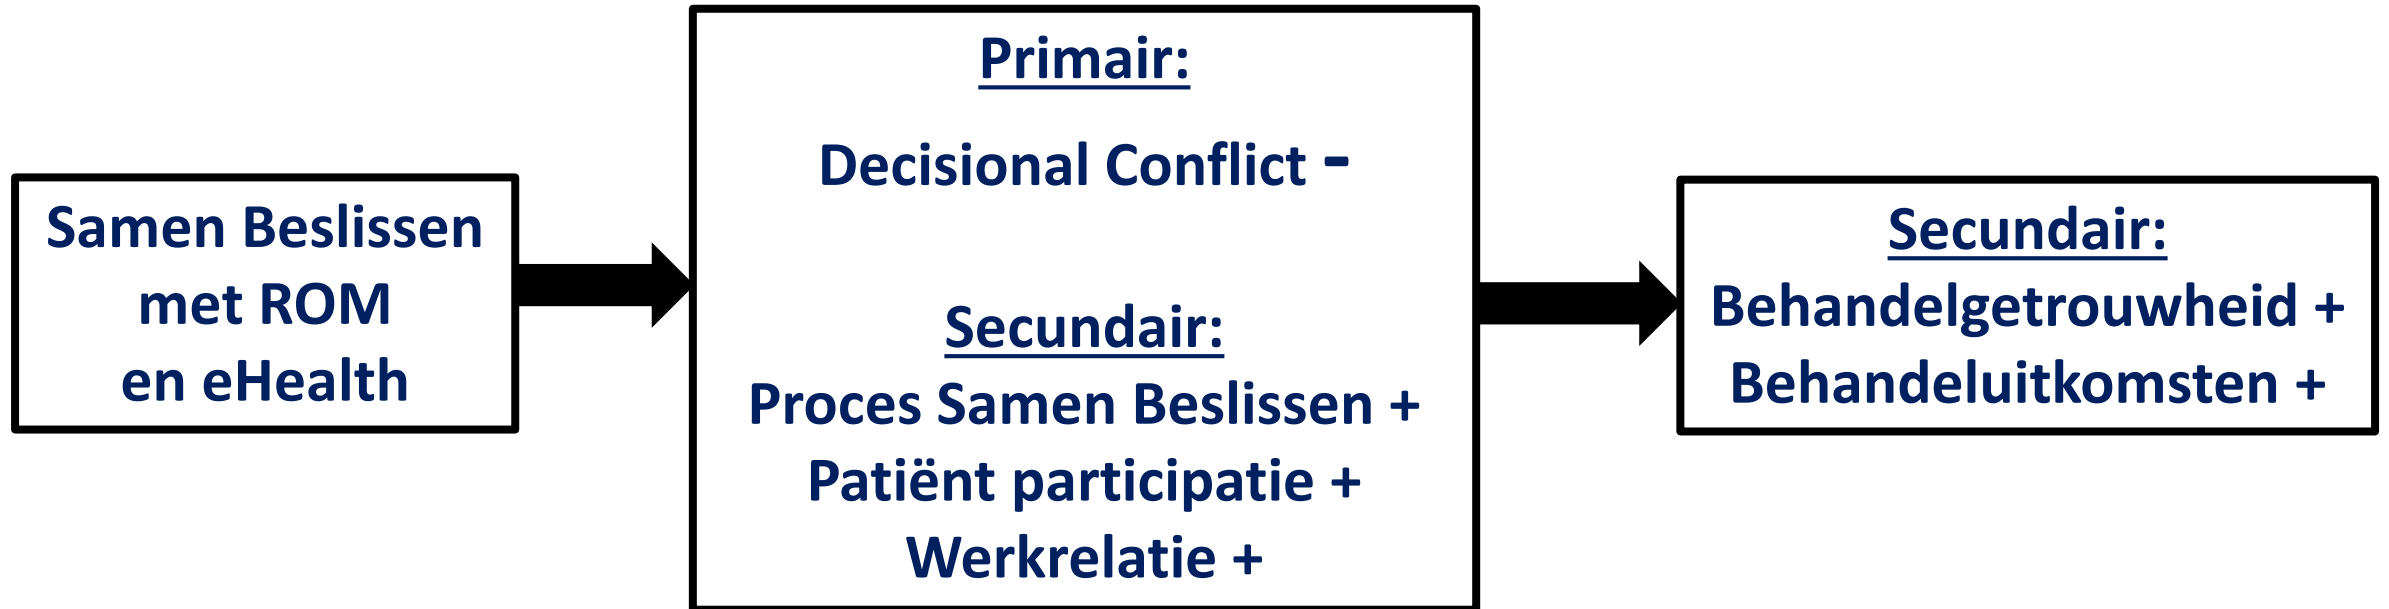 Samen Beslissen
met ROM
en eHealth
Primair:
Decisional Conflict -
Secundair:
Proces Samen Beslissen +
Patiënt participatie +
Werkrelatie +
Secundair:
Behandelgetrouwheid +
Behandeluitkomsten +